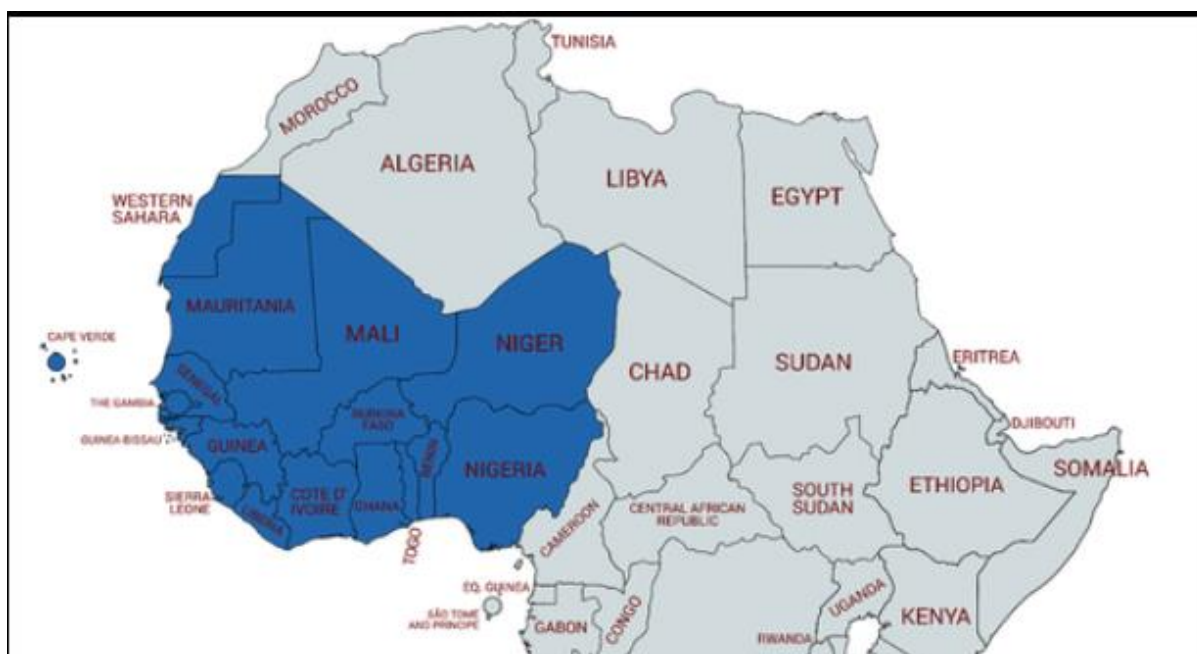 TUNISIA
MOROCCO
ALGERIA
LIBYA
EGYPT
WESTERN
SAHARA
MAURITANIA
MALI
NIGER
CHAD
SUDAN
ERITREA
CAPE VERDE
SENEGAL
THE GAMBIA
BURKINA
FASO
DJIBOUTI
GUINEA-BISSAU
GUINEA
BENIN
NIGERIA
SOMALIA
ETHIOPIA
SIERRA
LEONE
LIBERIA
COTE D'
IVOIRE
GHANA
TOGO
CAMEROON
CENTRAL AFRICAN
REPUBLIC
SOUTH
SUDAN
EQ. GUINEA
SÃO TOME
AND PRINCIPE
GABON
CONGO
UGANDA
KENYA
RWANDA